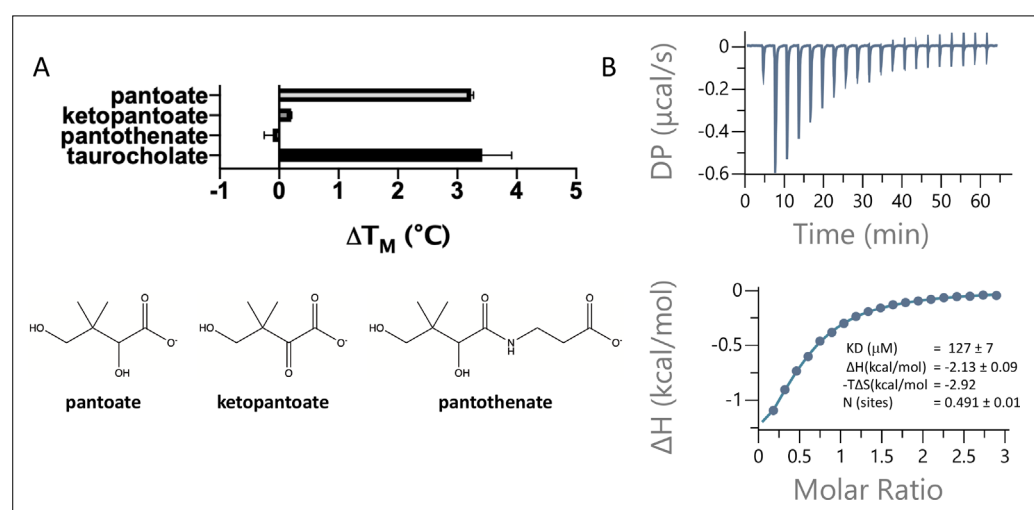 A
pantoate
ketopantoate
pantothenate
taurocholate
-1 0 1 2 3 4 5
ΔTM (°C)
HO
O
O-
OH
pantoate
HO
O
O
O-
ketopantoate
HO
O
OH
N
H
O
O-
pantothenate
B
DP (µcal/s)
0
-0.2
-0.4
-0.6
0 10 20 30 40 50 60
Time (min)
ΔH (kcal/mol)
0
-0.5
-1
KD (µM) = 127 ± 7
ΔH(kcal/mol) = -2.13 ± 0.09
-TΔS(kcal/mol = -2.92
N (sites) = 0.491 ± 0.01
0 0.5 1 1.5 2 2.5 3
Molar Ratio